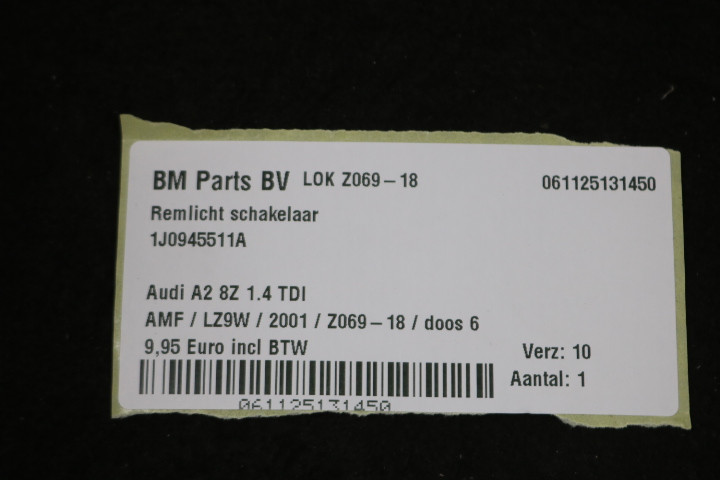 BM Parts BV LOK Z069-18 061125131450
Remlicht schakelaar
1J0945511A
Audi A2 8Z 1.4 TDI
AMF / LZ9W / 2001 / Z069-18 / doos 6
9,95 Euro incl BTW
Verz: 10
Aantal: 1
061125131450